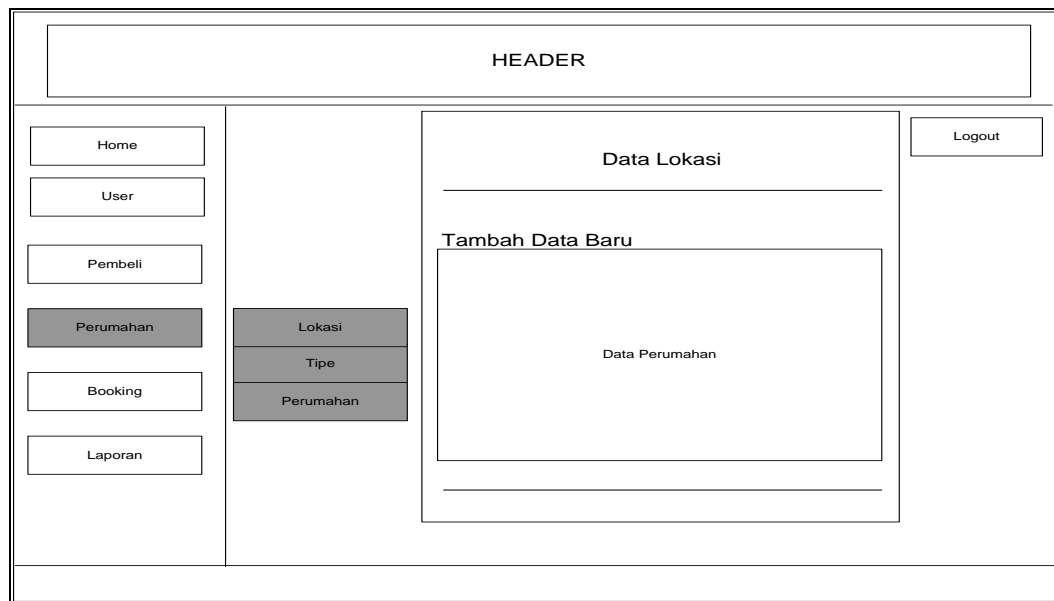 HEADER
Home
User
Pembeli
Perumahan
Booking
Laporan
Lokasi
Tipe
Perumahan
Data Lokasi
Tambah Data Baru
Data Perumahan
Logout